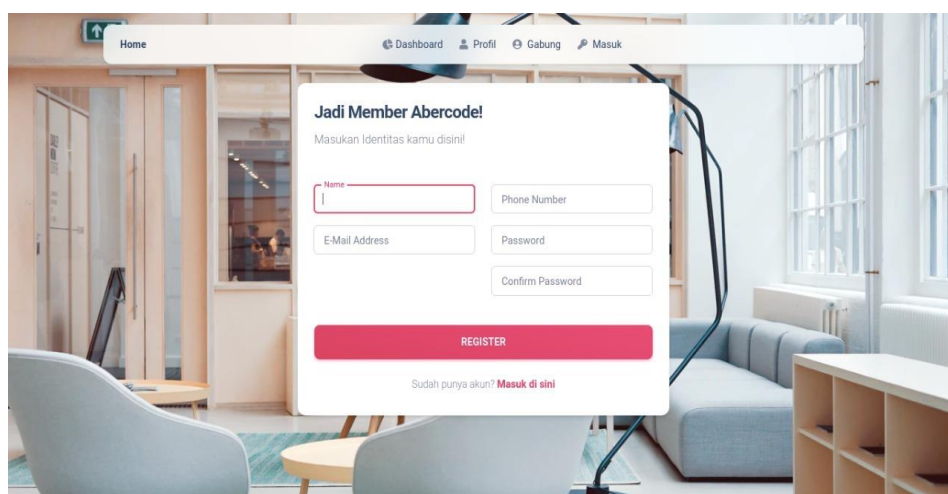 Home Dashboard Profil Gabung Masuk
Jadi Member Abercode!
Masukan Identitas kamu disini!
Name
Phone Number
E-Mail Address
Password
Confirm Password
REGISTER
Sudah punya akun? Masuk di sini